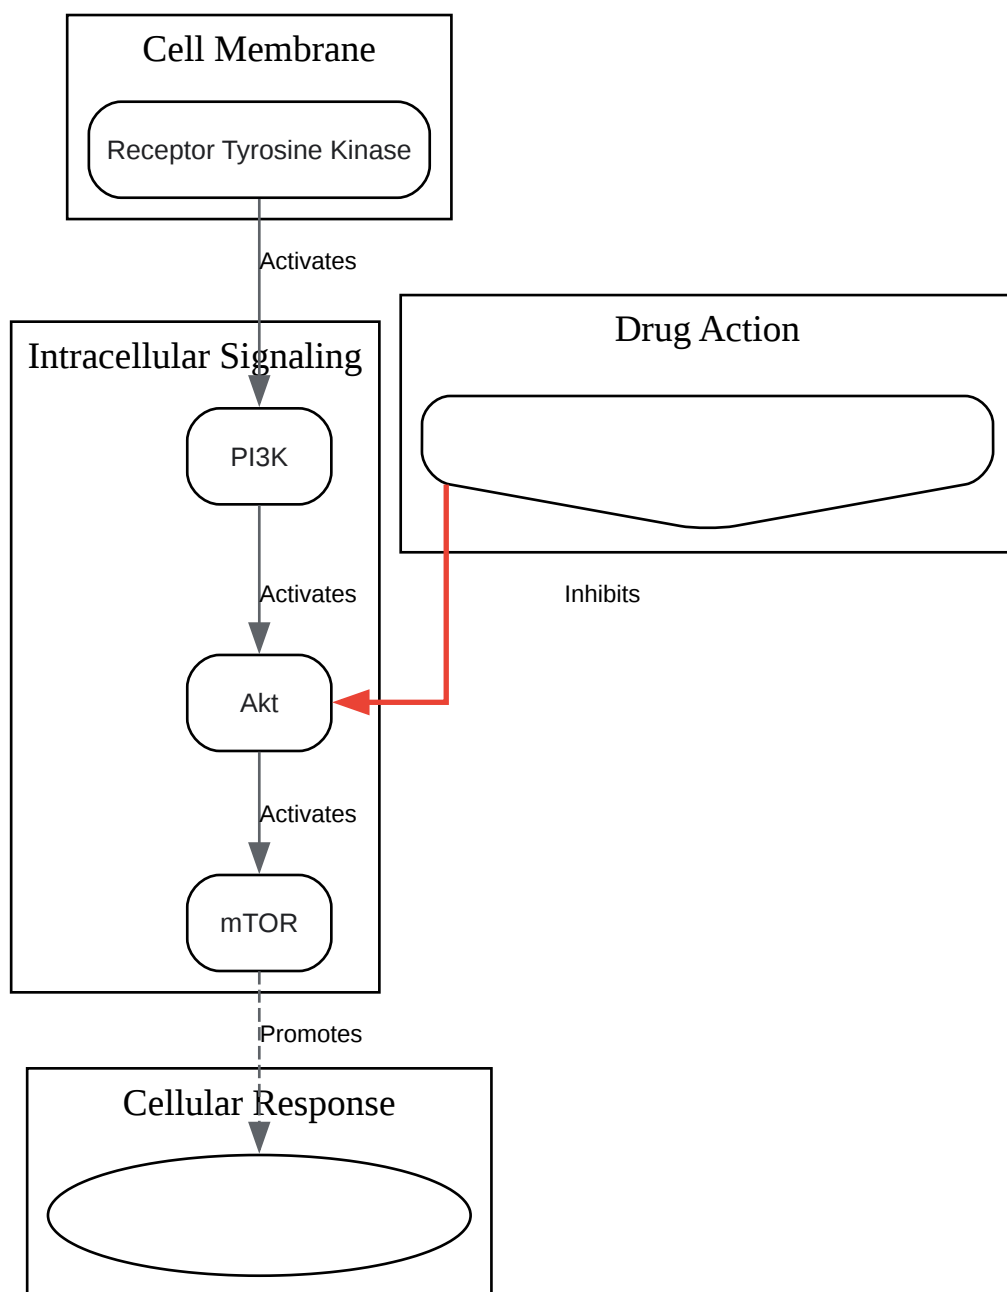 Cell Membrane
Receptor Tyrosine Kinase
Activates
Intracellular Signaling
Drug Action
PI3K
Activates
Inhibits
Akt
Activates
mTOR
Promotes
Cellular Response